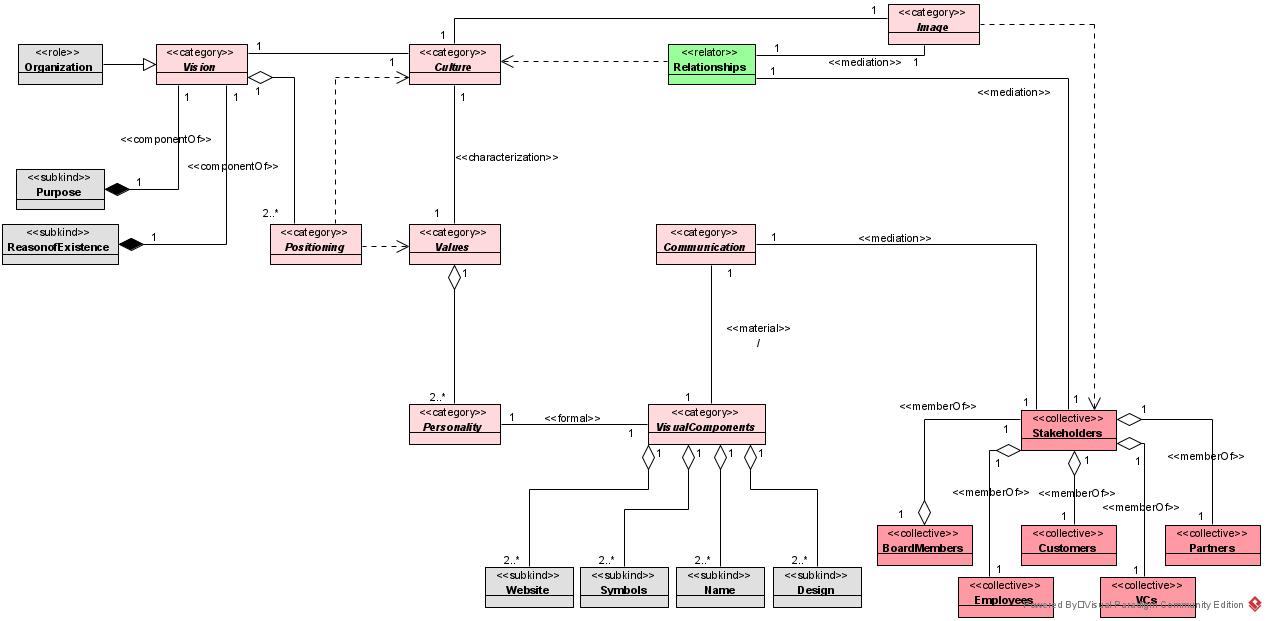 1
<<category>>
Image
<<role>>
Organization
<<category>>
Vision
1
1
1
<<category>>
Culture
<<relator>>
Relationships
1
<<mediation>>
1
1
<<mediation>>
1
1
1
1
<<componentOf>>
<<componentOf>>
<<characterization>>
<<subkind>>
Purpose
1
2..*
1
<<subkind>>
ReasonofExistence
1
<<category>>
Positioning
<<category>>
Values
1
<<category>>
Communication
1
<<mediation>>
1
<<material>>
/
2..*
1
<<category>>
Personality
1
<<formal>>
1
<<category>>
VisualComponents
1
1
1
1
<<memberOf>>
1
1
1
<<collective>>
Stakeholders
1
1
1
1
1
<<memberOf>>
<<memberOf>>
<<memberOf>>
<<memberOf>>
1
1
1
<<collective>>
BoardMembers
<<collective>>
Customers
<<collective>>
Partners
2..*
2..*
2..*
2..*
<<subkind>>
Website
<<subkind>>
Symbols
<<subkind>>
Name
<<subkind>>
Design
1
1
<<collective>>
Employees
<<collective>>
VCs
Powered By Visual Paradigm Community Edition